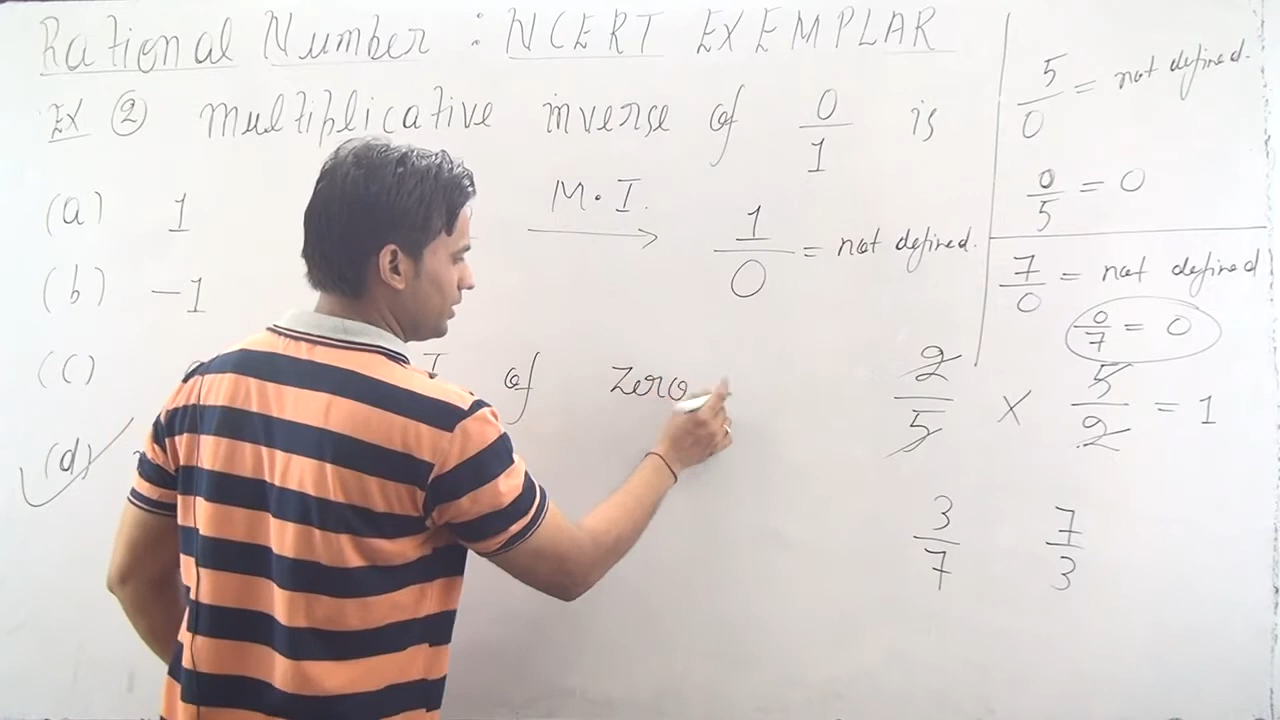 Rational Number : NCERT EXEMPLAR
Ex ② multiplicative inverse of 0/1 is
(a) 1
M.I. → 1/0 = not defined.
(b) -1
(c)
I of zero
(d)
5/0 = not defined.
0/5 = 0
7/0 = not defined
0/7 = 0
2/5 × 5/2 = 1
3/7 7/3